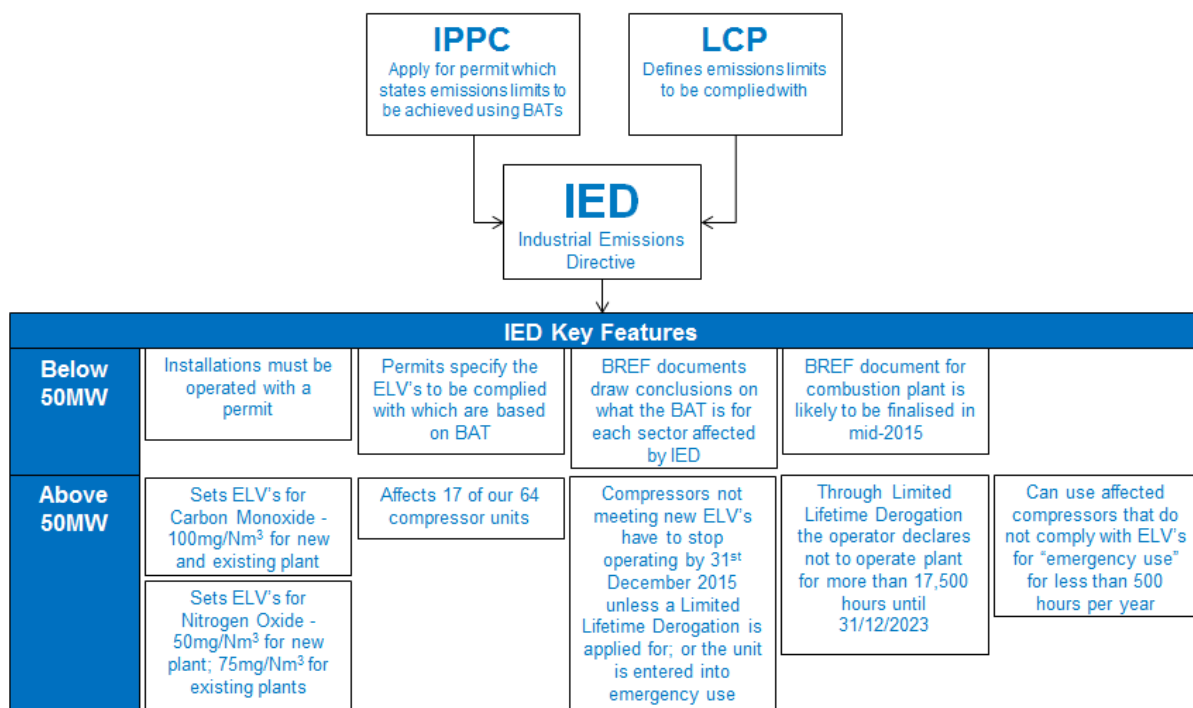 IPPC
Apply for permit which
states emissions limits to
be achieved using BATs
LCP
Defines emissions limits
to be complied with
IED
Industrial Emissions
Directive
IED Key Features
Below
50MW
Installations must be
operated with a
permit
Permits specify the
ELV's to be complied
with which are based
on BAT
BREF documents
draw conclusions on
what the BAT is for
each sector affected
by IED
BREF document for
combustion plant is
likely to be finalised in
mid-2015
Above
50MW
Sets ELV's for
Carbon Monoxide -
100mg/Nm³ for new
and existing plant
Sets ELV's for
Nitrogen Oxide -
50mg/Nm³ for new
plant; 75mg/Nm³ for
existing plants
Affects 17 of our 64
compressor units
Compressors not
meeting new ELV's
have to stop
operating by 31st
December 2015
unless a Limited
Lifetime Derogation is
applied for; or the unit
is entered into
emergency use
Through Limited
Lifetime Derogation
the operator declares
not to operate plant
for more than 17,500
hours until
31/12/2023
Can use affected
compressors that do
not comply with ELV's
for “emergency use”
for less than 500
hours per year